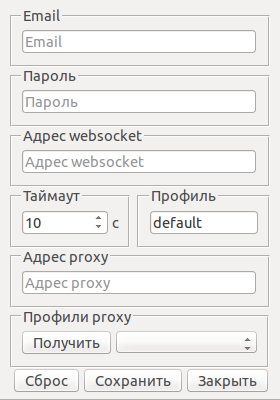 Email
Email
Пароль
Пароль
Адрес websocket
Адрес websocket
Таймаут Профиль
10 с default
Адрес proxy
Адрес proxy
Профили proxy
Получить
Сброс Сохранить Закрыть